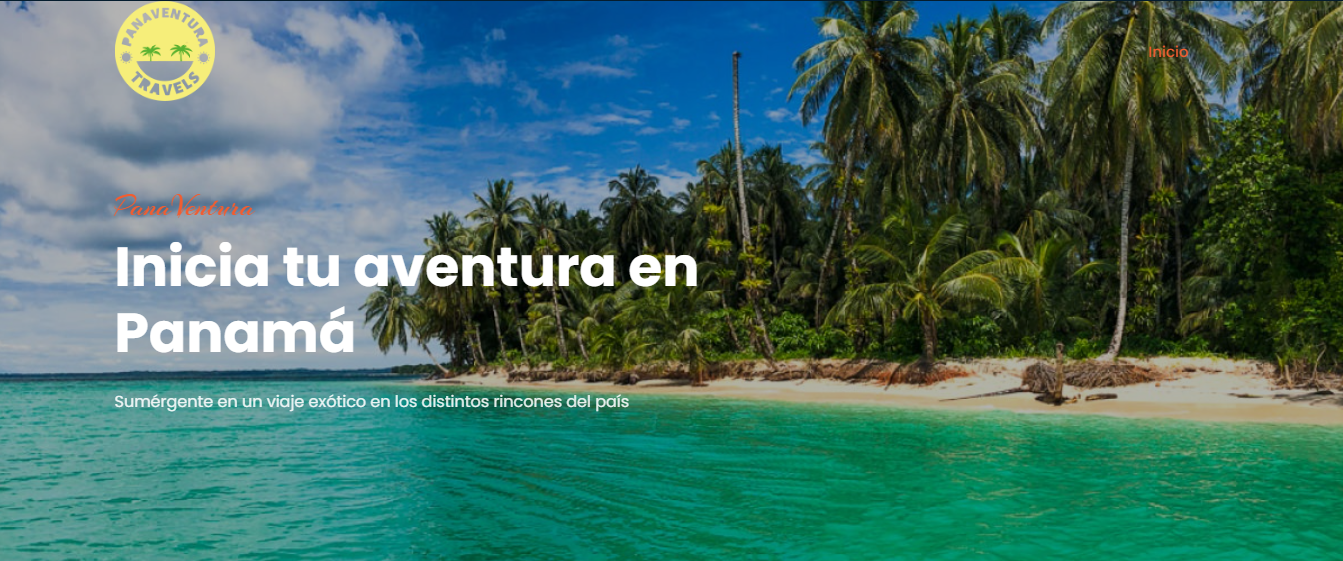 PANAVENTURA
TRAVELS
Inicio
PanaVentura
Inicia tu aventura en
Panamá
Sumérgente en un viaje exótico en los distintos rincones del país